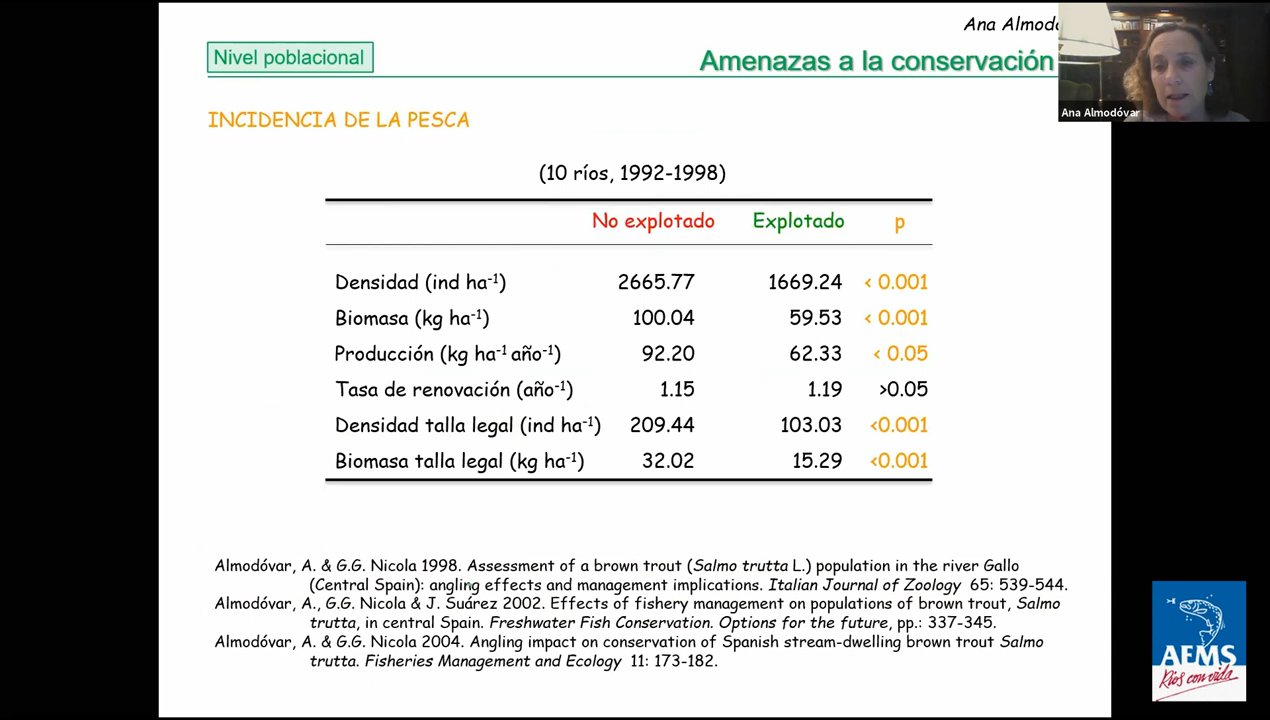 Ana Almodó
Nivel poblacional
Amenazas a la conservación
Ana Almodóvar
INCIDENCIA DE LA PESCA
(10 ríos, 1992-1998)
No explotado Explotado p
Densidad (ind ha⁻¹) 2665.77 1669.24 < 0.001
Biomasa (kg ha⁻¹) 100.04 59.53 < 0.001
Producción (kg ha⁻¹ año⁻¹) 92.20 62.33 < 0.05
Tasa de renovación (año⁻¹) 1.15 1.19 >0.05
Densidad talla legal (ind ha⁻¹) 209.44 103.03 <0.001
Biomasa talla legal (kg ha⁻¹) 32.02 15.29 <0.001
Almodóvar, A. & G.G. Nicola 1998. Assessment of a brown trout (Salmo trutta L.) population in the river Gallo
(Central Spain): angling effects and management implications. Italian Journal of Zoology 65: 539-544.
Almodóvar, A., G.G. Nicola & J. Suárez 2002. Effects of fishery management on populations of brown trout, Salmo
trutta, in central Spain. Freshwater Fish Conservation. Options for the future, pp.: 337-345.
Almodóvar, A. & G.G. Nicola 2004. Angling impact on conservation of Spanish stream-dwelling brown trout Salmo
trutta. Fisheries Management and Ecology 11: 173-182.
AEMS
Ríos con vida